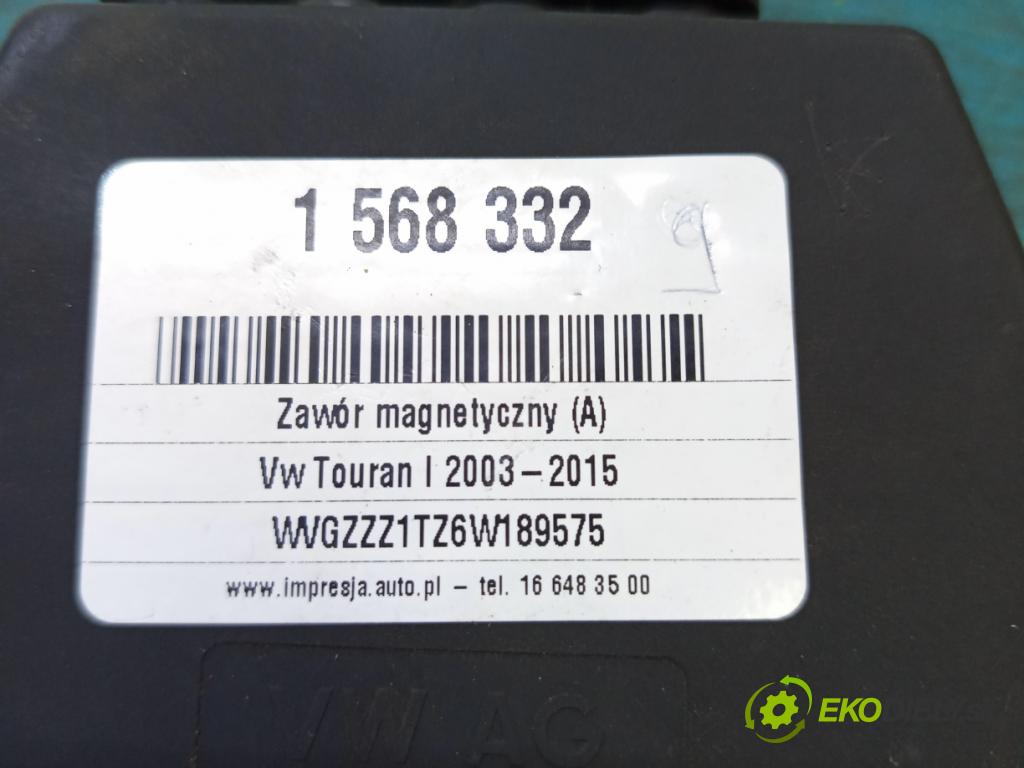 1 568 332
Zawór magnetyczny (A)
Vw Touran I 2003-2015
WVGZZZ1TZ6W189575
www.impresja.auto.pl - tel. 16 648 35 00
VW AG
EKO